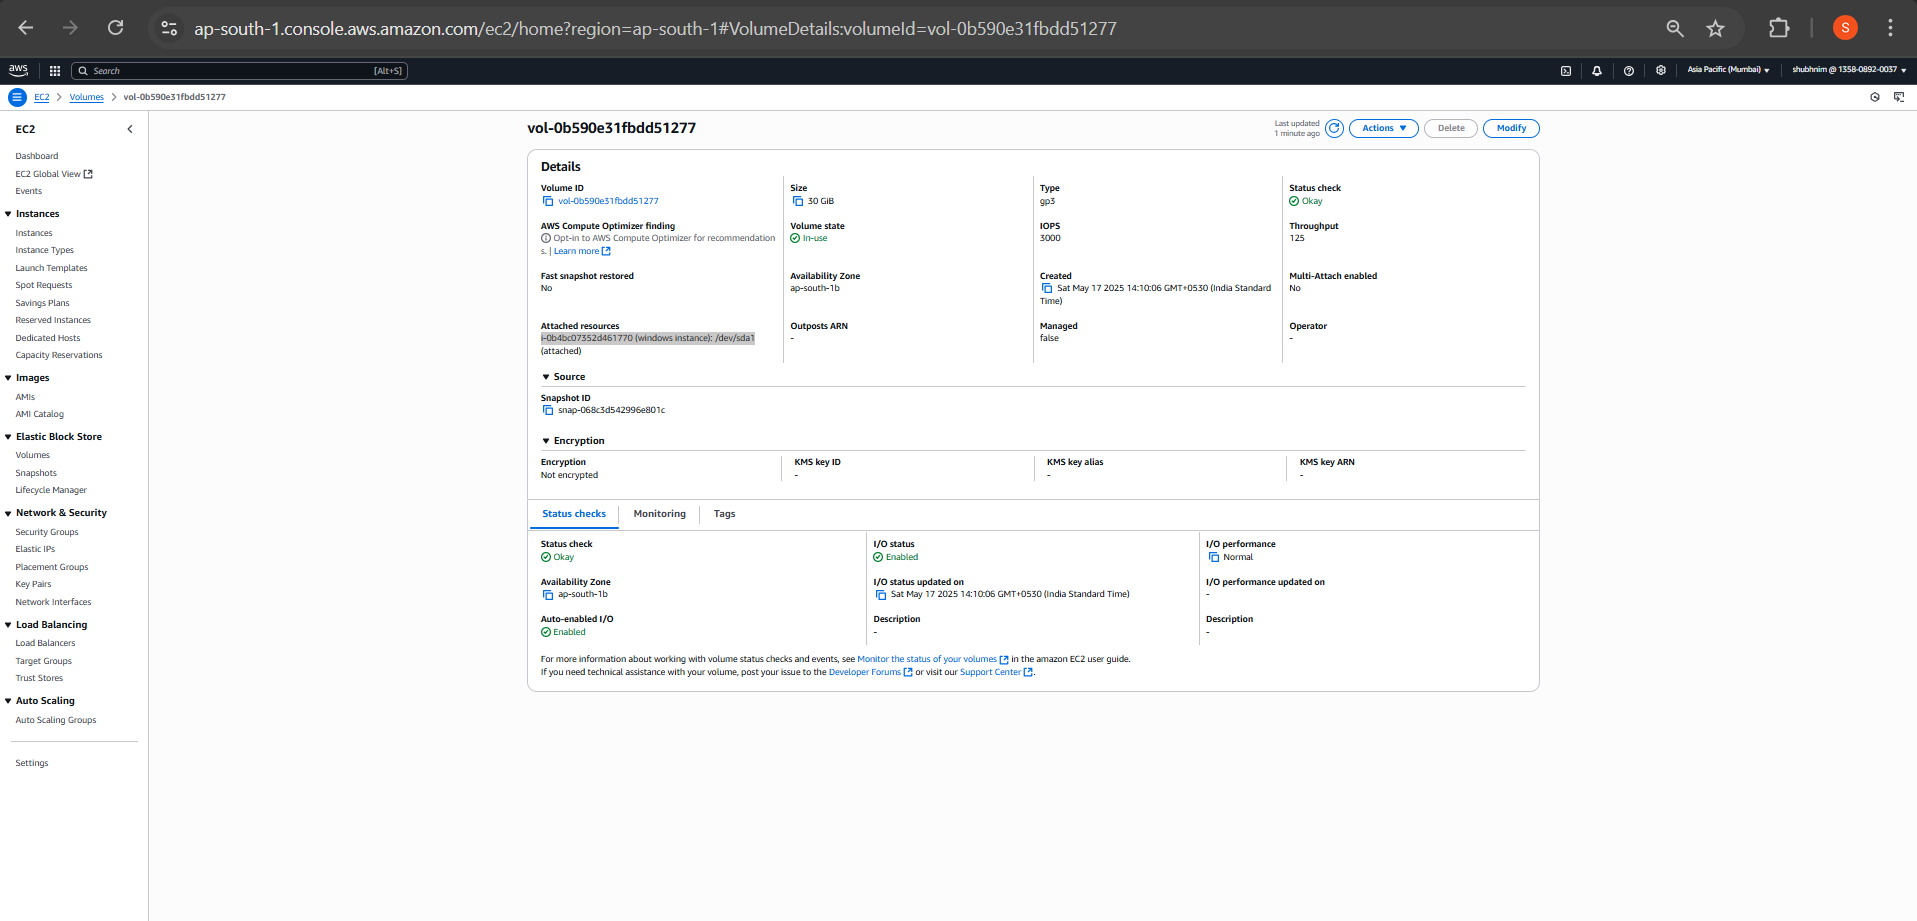 ap-south-1.console.aws.amazon.com/ec2/home?region=ap-south-1#VolumeDetails:volumeId=vol-0b590e31fbdd51277
S
aws
Search
[Alt+S]
Asia Pacific (Mumbai)
shubhnim @ 1358-0892-0037
EC2
Volumes
vol-0b590e31fbdd51277
EC2
Dashboard
EC2 Global View
Events
Instances
Instances
Instance Types
Launch Templates
Spot Requests
Savings Plans
Reserved Instances
Dedicated Hosts
Capacity Reservations
Images
AMIs
AMI Catalog
Elastic Block Store
Volumes
Snapshots
Lifecycle Manager
Network & Security
Security Groups
Elastic IPs
Placement Groups
Key Pairs
Network Interfaces
Load Balancing
Load Balancers
Target Groups
Trust Stores
Auto Scaling
Auto Scaling Groups
Settings
vol-0b590e31fbdd51277
Last updated
1 minute ago
Actions
Delete
Modify
Details
Volume ID
vol-0b590e31fbdd51277
Size
30 GiB
Type
gp3
Status check
Okay
AWS Compute Optimizer finding
Opt-in to AWS Compute Optimizer for recommendation
s. | Learn more
Volume state
In-use
IOPS
3000
Throughput
125
Fast snapshot restored
No
Availability Zone
ap-south-1b
Created
Sat May 17 2025 14:10:06 GMT+0530 (India Standard
Time)
Multi-Attach enabled
No
Attached resources
i-0b4bc07352d461770 (windows instance): /dev/sda1
(attached)
Outposts ARN
-
Managed
false
Operator
-
Source
Snapshot ID
snap-068c3d542996e801c
Encryption
Encryption
Not encrypted
KMS key ID
-
KMS key alias
-
KMS key ARN
-
Status checks
Monitoring
Tags
Status check
Okay
I/O status
Enabled
I/O performance
Normal
Availability Zone
ap-south-1b
I/O status updated on
Sat May 17 2025 14:10:06 GMT+0530 (India Standard Time)
I/O performance updated on
-
Auto-enabled I/O
Enabled
Description
-
Description
-
For more information about working with volume status checks and events, see Monitor the status of your volumes in the amazon EC2 user guide.
If you need technical assistance with your volume, post your issue to the Developer Forums or visit our Support Center.